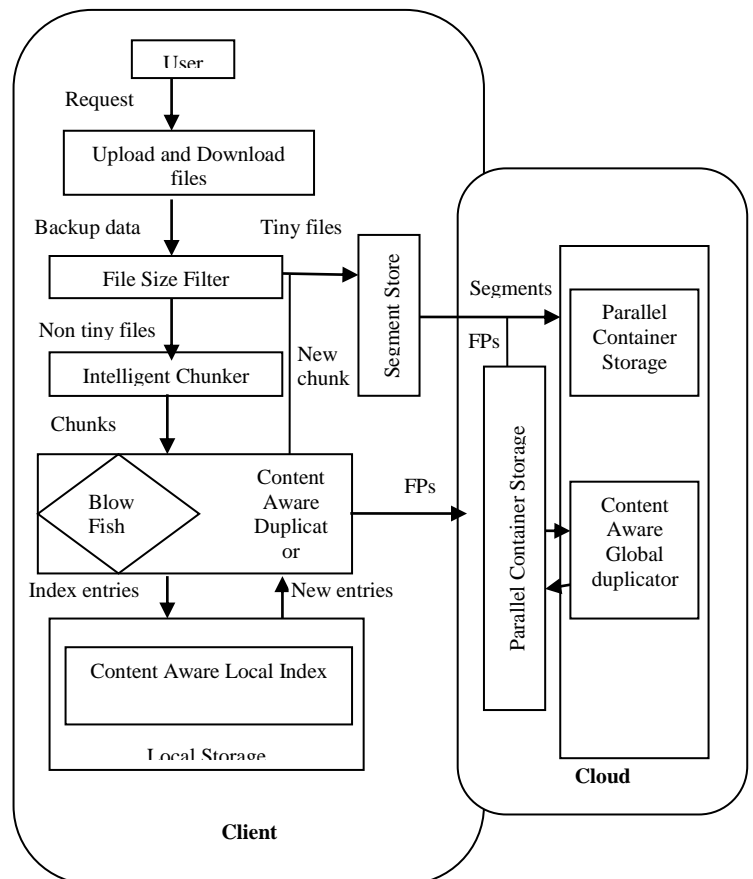 User
Request
Upload and Download
files
Backup data
Tiny files
File Size Filter
Segment Store
Segments
Parallel
Container
Storage
Non tiny files
New
chunk
FPs
Intelligent Chunker
Chunks
Blow
Fish
Content
Aware
Duplicat
or
FPs
Parallel Container Storage
Content
Aware
Global
duplicator
Index entries
New entries
Content Aware Local Index
Local Storage
Cloud
Client